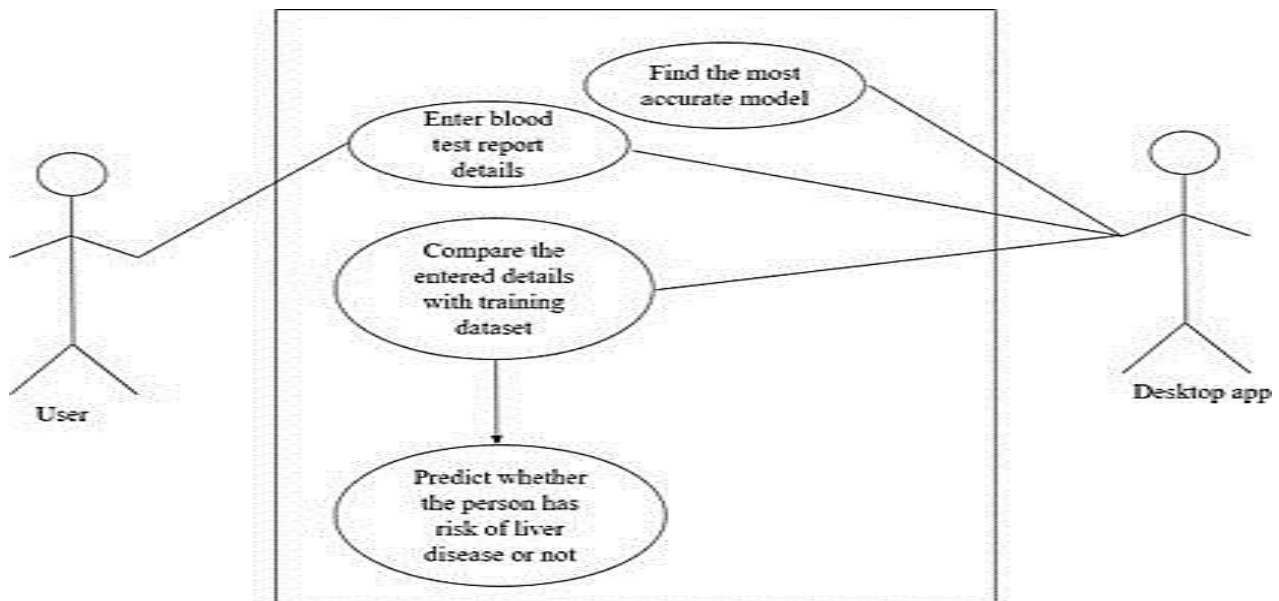 Find the most
accurate model
Enter blood
test report
details
Compare the
entered details
with training
dataset
Predict whether
the person has
risk of liver
disease or not
User
Desktop app